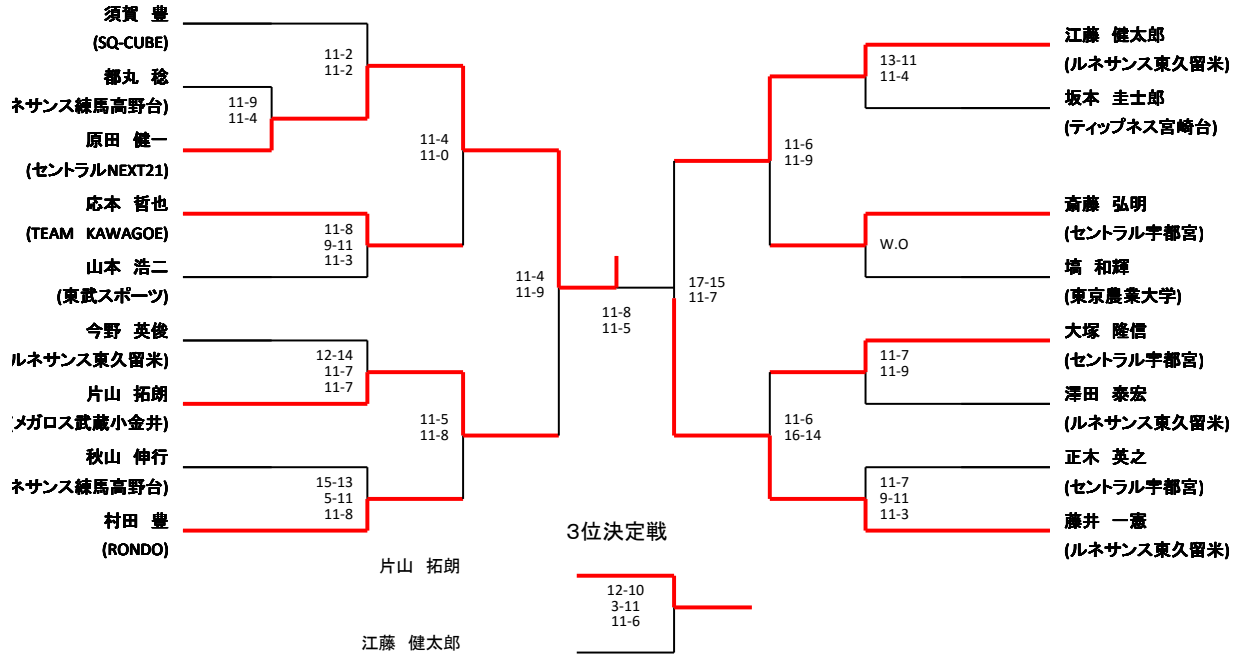 須賀 豊
(SQ-CUBE)
都丸 稔
ネサンス練馬高野台)
原田 健一
(セントラルNEXT21)
応本 哲也
(TEAM KAWAGOE)
山本 浩二
(東武スポーツ)
今野 英俊
ルネサンス東久留米)
片山 拓朗
メガロス武蔵小金井)
秋山 伸行
ネサンス練馬高野台)
村田 豊
(RONDO)
11-9
11-4
11-2
11-2
11-8
9-11
11-3
12-14
11-7
11-7
15-13
5-11
11-8
11-4
11-0
11-5
11-8
11-4
11-9
11-8
11-5
17-15
11-7
11-6
11-9
11-6
16-14
13-11
11-4
W.O
11-7
11-9
11-7
9-11
11-3
江藤 健太郎
(ルネサンス東久留米)
坂本 圭士郎
(ティップネス宮崎台)
斎藤 弘明
(セントラル宇都宮)
塙 和輝
(東京農業大学)
大塚 隆信
(セントラル宇都宮)
澤田 泰宏
(ルネサンス東久留米)
正木 英之
(セントラル宇都宮)
藤井 一憲
(ルネサンス東久留米)
3位決定戦
片山 拓朗
12-10
3-11
11-6
江藤 健太郎